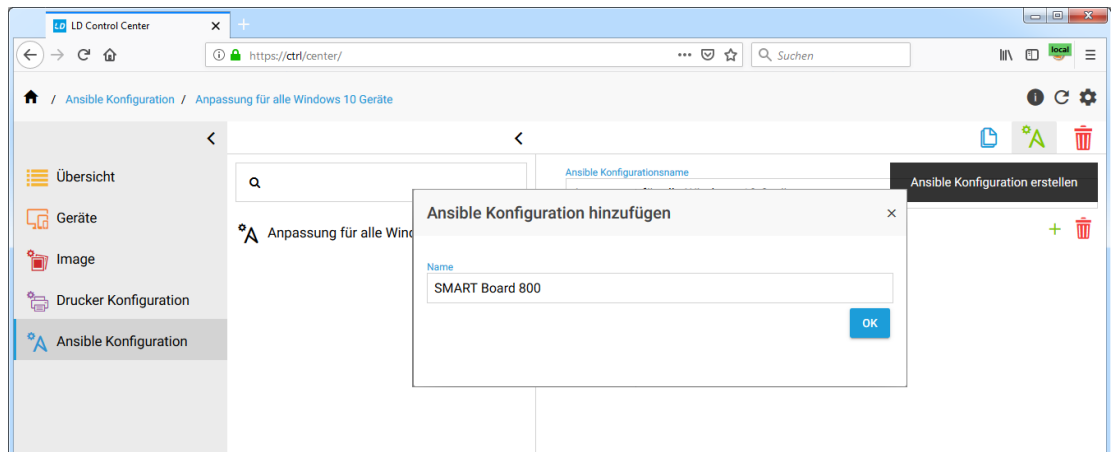 LD LD Control Center
https://ctrl/center/
Suchen
local
/ Ansible Konfiguration / Anpassung für alle Windows 10 Geräte
Übersicht
Geräte
Image
Drucker Konfiguration
Ansible Konfiguration
Anpassung für alle
Ansible Konfigurationsname
Ansible Konfiguration erstellen
Ansible Konfiguration hinzufügen
Name
SMART Board 800
OK